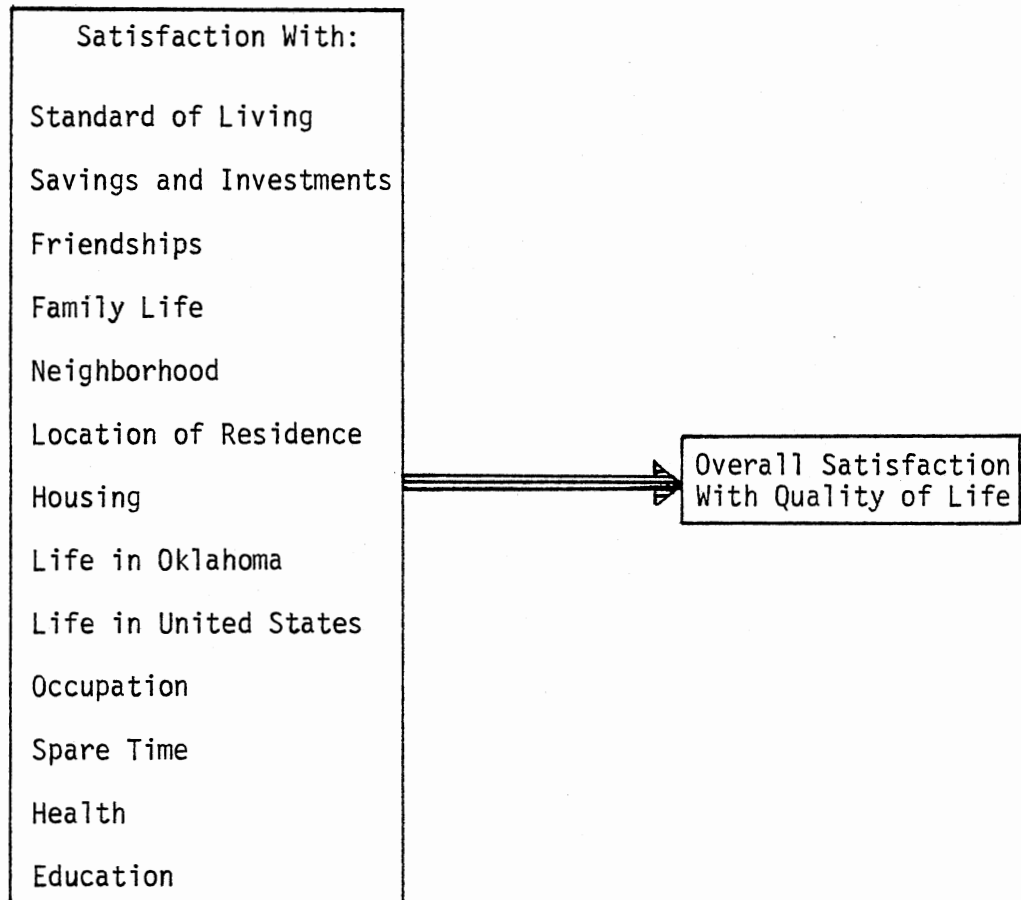 Satisfaction With:
Standard of Living
Savings and Investments
Friendships
Family Life
Neighborhood
Location of Residence
Housing
Life in Oklahoma
Life in United States
Occupation
Spare Time
Health
Education
Overall Satisfaction
With Quality of Life